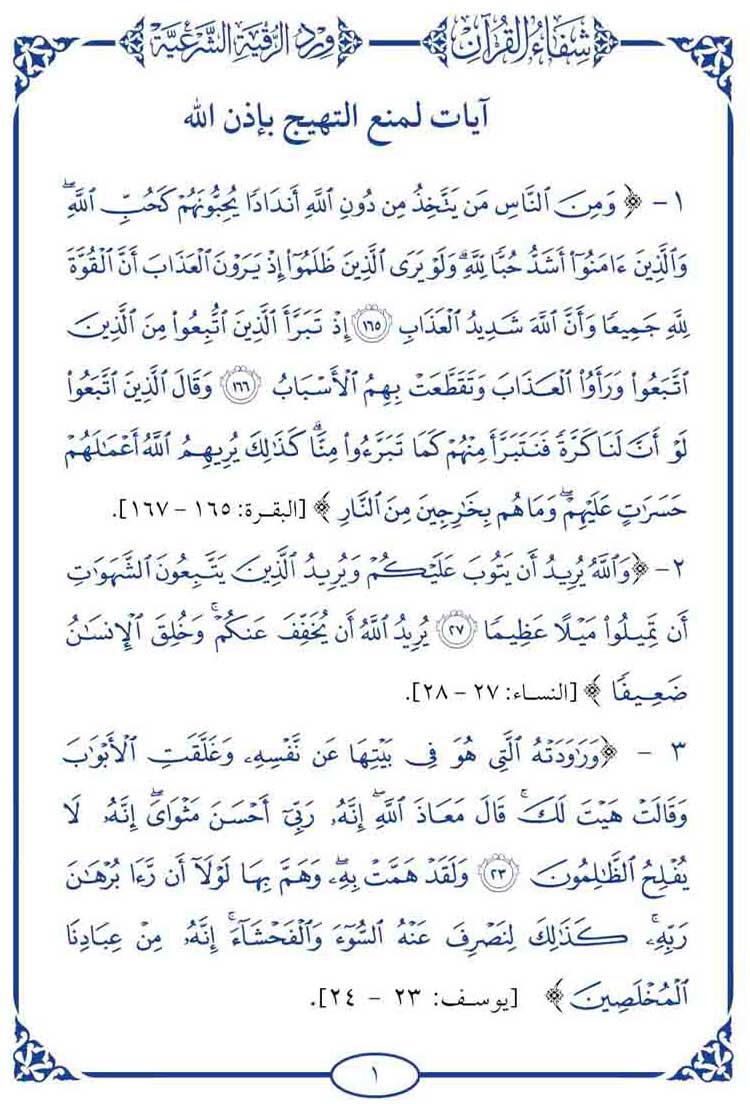 شِفَاءُ القُرْآن وِرْدُ الرُّقْيَةِ الشَّرْعِيَّةِ
آيات لمنع التهيج بإذن الله
١ - ﴿ وَمِنَ ٱلنَّاسِ مَن يَتَّخِذُ مِن دُونِ ٱللَّهِ أَندَادًا يُحِبُّونَهُمْ كَحُبِّ ٱللَّهِۖ
وَٱلَّذِينَ ءَامَنُوٓا۟ أَشَدُّ حُبًّا لِّلَّهِۗ وَلَوْ يَرَى ٱلَّذِينَ ظَلَمُوٓا۟ إِذْ يَرَوْنَ ٱلْعَذَابَ أَنَّ ٱلْقُوَّةَ
لِلَّهِ جَمِيعًا وَأَنَّ ٱللَّهَ شَدِيدُ ٱلْعَذَابِ ١٦٥ إِذْ تَبَرَّأَ ٱلَّذِينَ ٱتُّبِعُوا۟ مِنَ ٱلَّذِينَ
ٱتَّبَعُوا۟ وَرَأَوُا۟ ٱلْعَذَابَ وَتَقَطَّعَتْ بِهِمُ ٱلْأَسْبَابُ ١٦٦ وَقَالَ ٱلَّذِينَ ٱتَّبَعُوا۟
لَوْ أَنَّ لَنَا كَرَّةً فَنَتَبَرَّأَ مِنْهُمْ كَمَا تَبَرَّءُوا۟ مِنَّاۗ كَذَٰلِكَ يُرِيهِمُ ٱللَّهُ أَعْمَٰلَهُمْ
حَسَرَٰتٍ عَلَيْهِمْۖ وَمَا هُم بِخَٰرِجِينَ مِنَ ٱلنَّارِ ﴾ [البقرة: ١٦٥ - ١٦٧].
٢ - ﴿وَٱللَّهُ يُرِيدُ أَن يَتُوبَ عَلَيْكُمْ وَيُرِيدُ ٱلَّذِينَ يَتَّبِعُونَ ٱلشَّهَوَٰتِ
أَن تَمِيلُوا۟ مَيْلًا عَظِيمًا ٢٧ يُرِيدُ ٱللَّهُ أَن يُخَفِّفَ عَنكُمْۚ وَخُلِقَ ٱلْإِنسَٰنُ
ضَعِيفًا ﴾ [النساء: ٢٧ - ٢٨].
٣ - ﴿وَرَٰوَدَتْهُ ٱلَّتِى هُوَ فِى بَيْتِهَا عَن نَّفْسِهِۦ وَغَلَّقَتِ ٱلْأَبْوَٰبَ
وَقَالَتْ هَيْتَ لَكَۚ قَالَ مَعَاذَ ٱللَّهِۖ إِنَّهُۥ رَبِّىٓ أَحْسَنَ مَثْوَاىَۖ إِنَّهُۥ لَا
يُفْلِحُ ٱلظَّٰلِمُونَ ٢٣ وَلَقَدْ هَمَّتْ بِهِۦۖ وَهَمَّ بِهَا لَوْلَآ أَن رَّءَا بُرْهَٰنَ
رَبِّهِۦۚ كَذَٰلِكَ لِنَصْرِفَ عَنْهُ ٱلسُّوٓءَ وَٱلْفَحْشَآءَۚ إِنَّهُۥ مِنْ عِبَادِنَا
ٱلْمُخْلَصِينَ ﴾ [يوسف: ٢٣ - ٢٤].
١